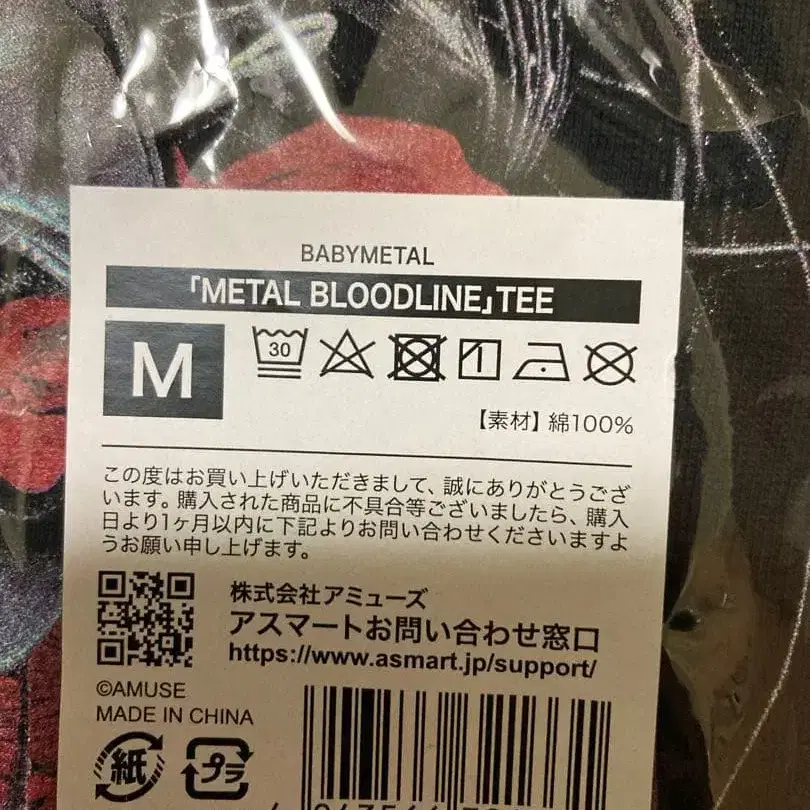 BABYMETAL
「METAL BLOODLINE」TEE
M
30
【素材】綿100%
この度はお買い上げいただきまして、誠にありがとうござ
います。購入された商品に不具合等ございましたら、購入
日より1ヶ月以内に下記よりお問い合わせくださいますよ
うお願い申し上げます。
株式会社アミューズ
アスマートお問い合わせ窓口
https://www.asmart.jp/support/
©AMUSE
MADE IN CHINA
紙
プラ